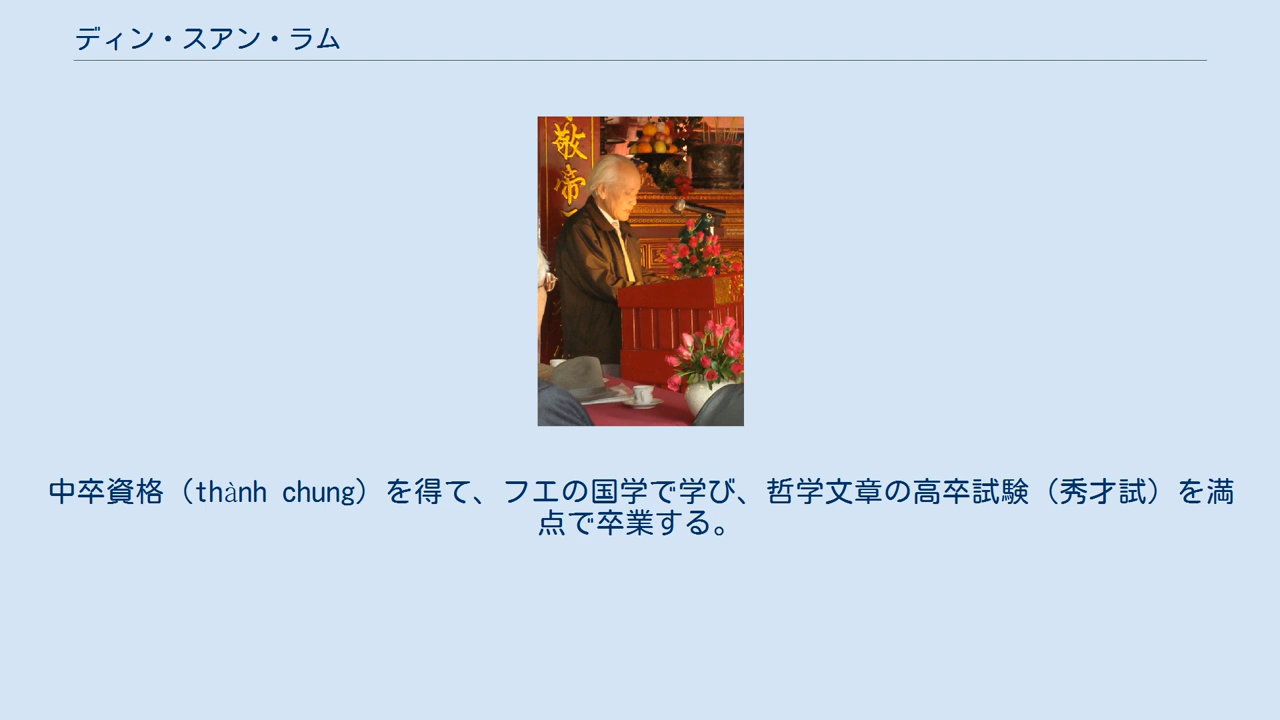 ディン・スアン・ラム
敬
帝
中卒資格（thành chung）を得て、フエの国学で学び、哲学文章の高卒試験（秀才試）を満
点で卒業する。